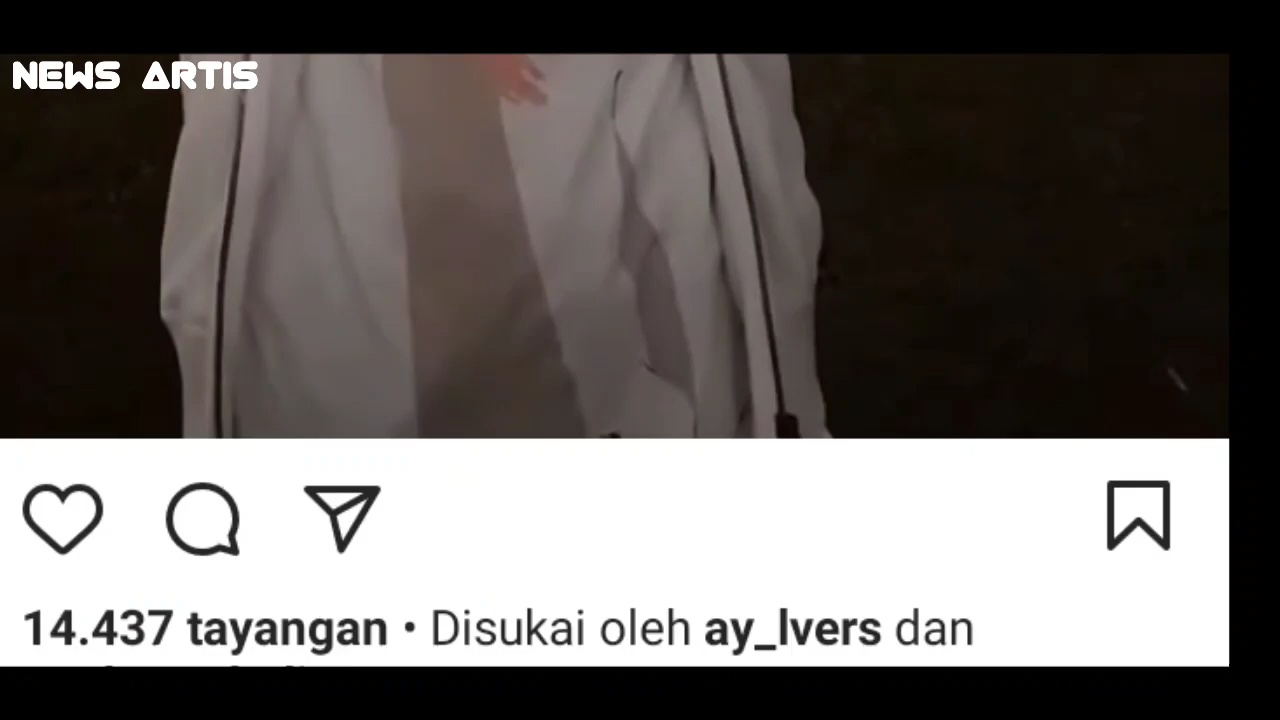 NEWS ARTIS
14.437 tayangan • Disukai oleh ay_lvers dan